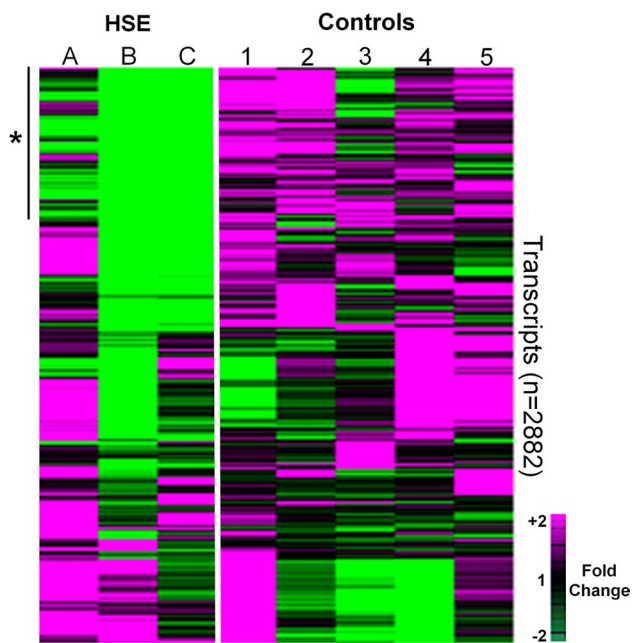 HSE Controls
A B C 1 2 3 4 5
*
Transcripts (n=2882)
+2
1
-2
Fold
Change